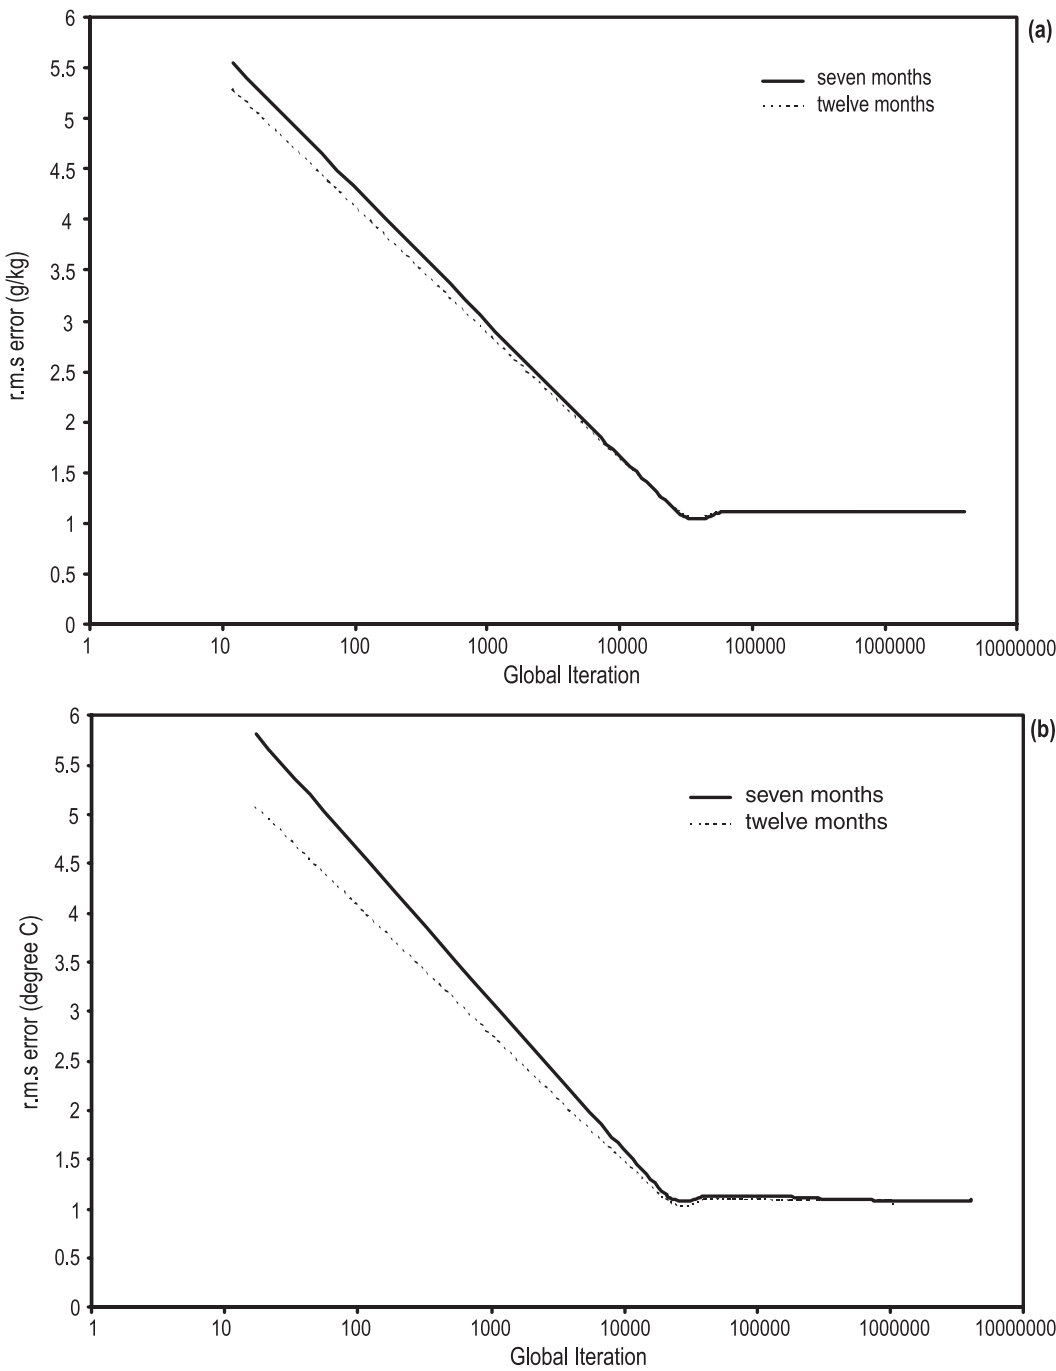 (a)
6
5.5
5
4.5
4
3.5
3
2.5
2
1.5
1
0.5
0
r.m.s error (g/kg)
seven months
twelve months
1 10 100 1000 10000 100000 1000000 10000000
Global Iteration
(b)
6
5.5
5
4.5
4
3.5
3
2.5
2
1.5
1
0.5
0
r.m.s error (degree C)
seven months
twelve months
1 10 100 1000 10000 100000 1000000 10000000
Global Iteration